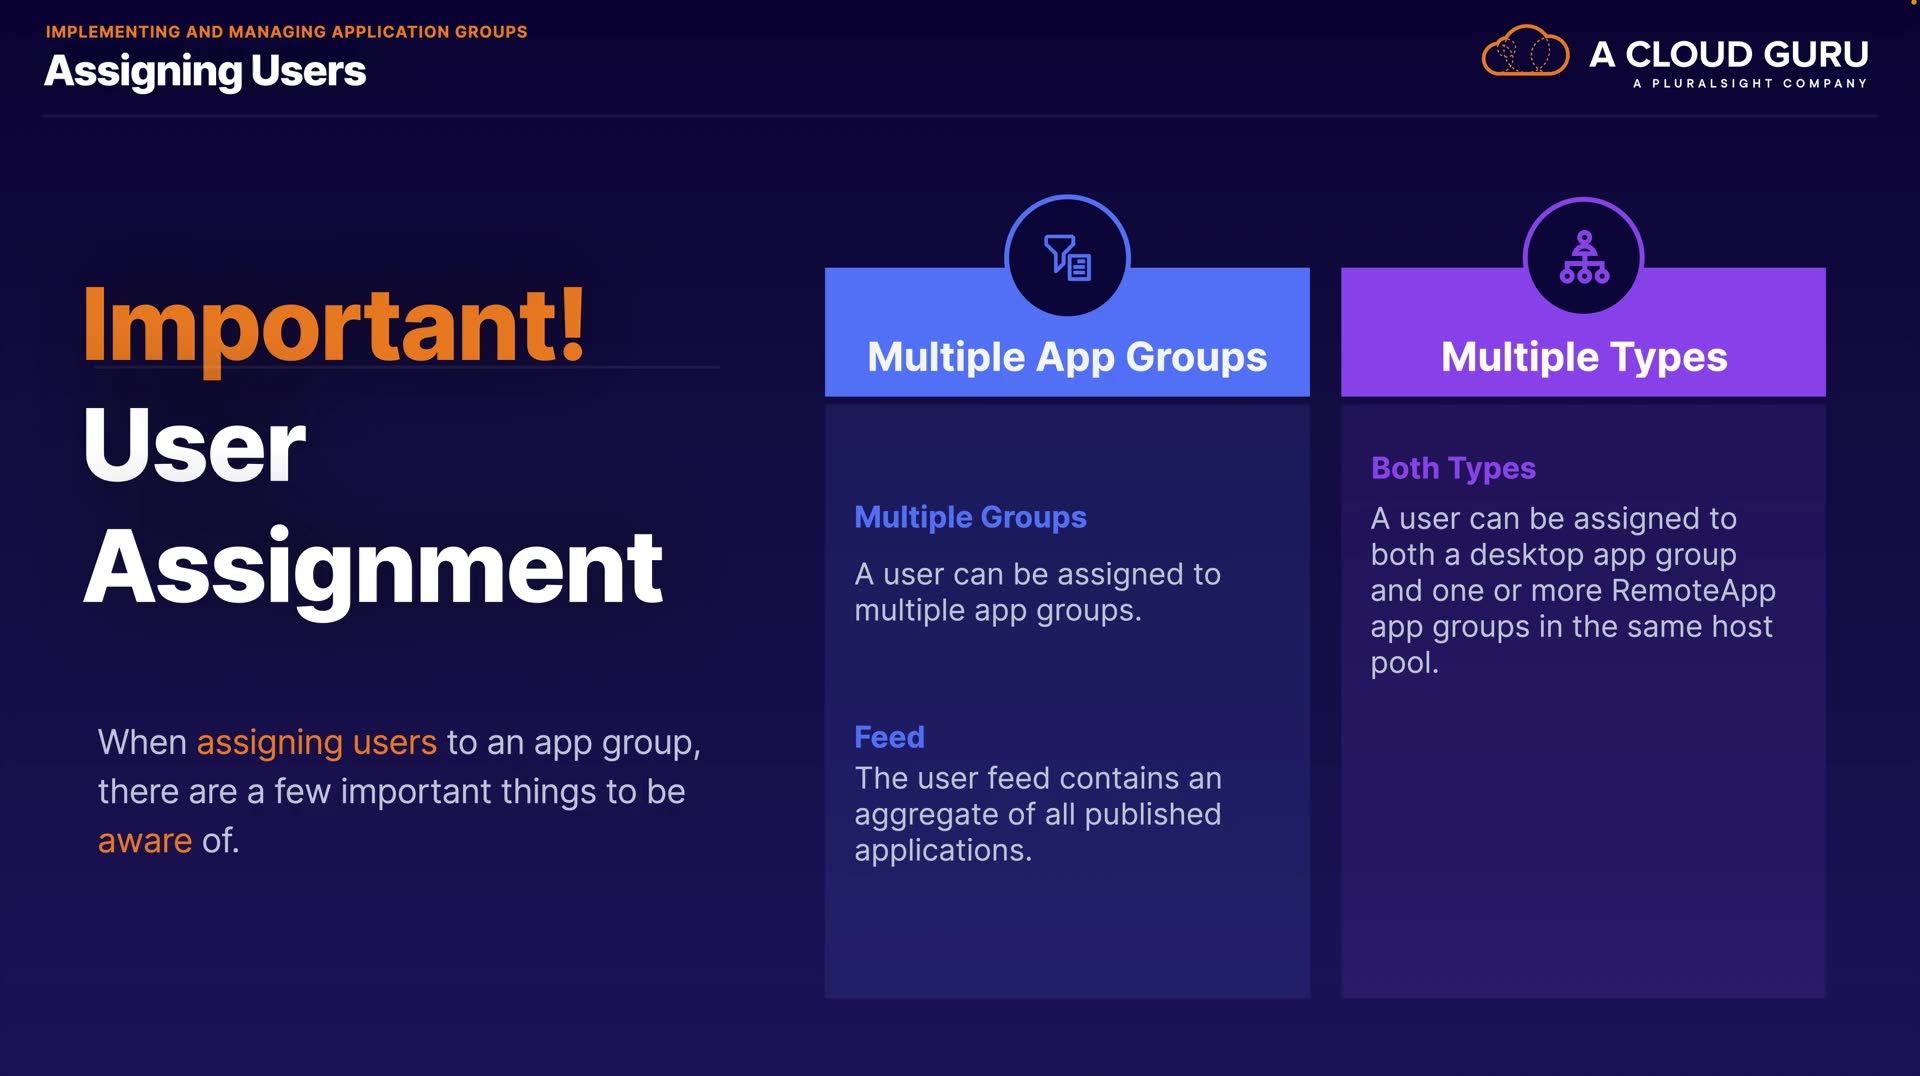 IMPLEMENTING AND MANAGING APPLICATION GROUPS
Assigning Users
A CLOUD GURU
A PLURALSIGHT COMPANY
Important!
User
Assignment
When assigning users to an app group,
there are a few important things to be
aware of.
Multiple App Groups
Multiple Groups
A user can be assigned to
multiple app groups.
Feed
The user feed contains an
aggregate of all published
applications.
Multiple Types
Both Types
A user can be assigned to
both a desktop app group
and one or more RemoteApp
app groups in the same host
pool.